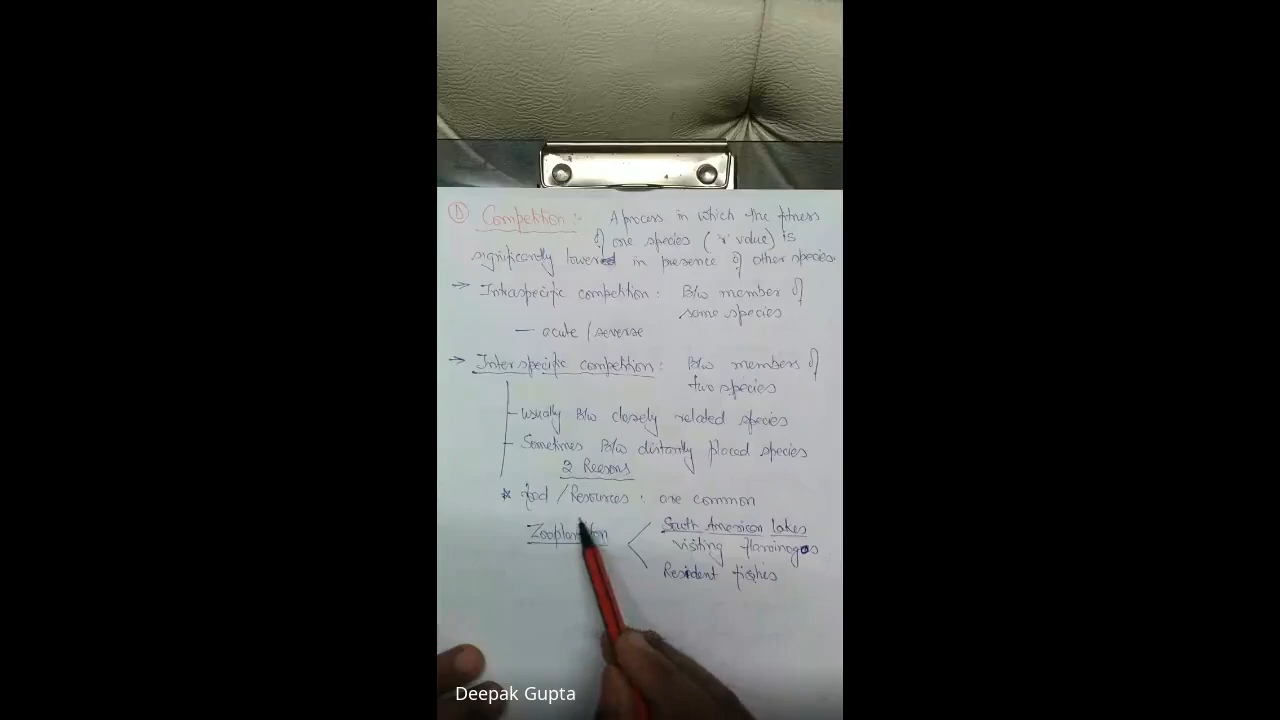 ① Competition :- A process in which the fitness
of one species ('r' value) is
significantly lowered in presence of other species.
→ Intraspecific competition : B/w member of
same species
— acute / severse
→ Interspecific competition : B/w members of
two species
- usually B/w closely related species
- Sometimes B/w distantly placed species
2 Reasons
* food / Resources : are common
Zooplankton < South American lakes
visiting flamingos
Resident fishes
Deepak Gupta